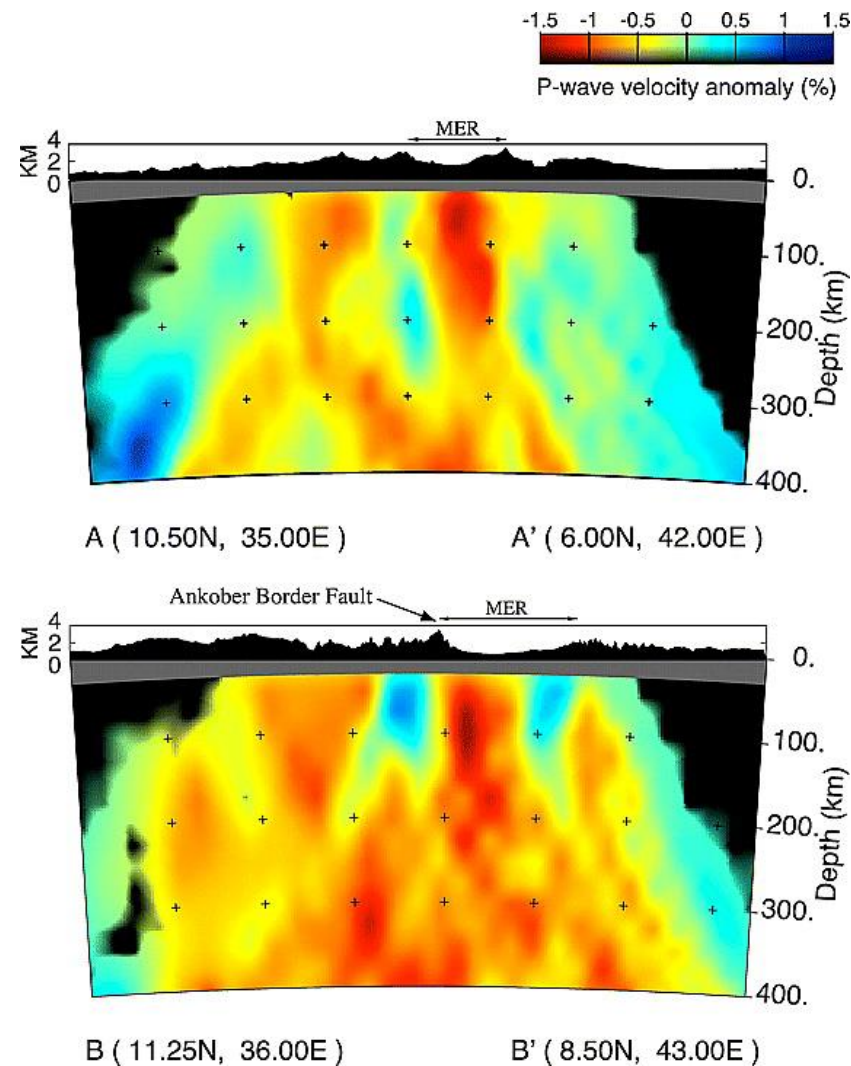 -1.5 -1 -0.5 0 0.5 1 1.5
P-wave velocity anomaly (%)
MER
KM
4
2
0
0.
100.
200.
300.
400.
Depth (km)
A ( 10.50N, 35.00E ) A' ( 6.00N, 42.00E )
Ankober Border Fault
MER
KM
4
2
0
0.
100.
200.
300.
400.
Depth (km)
B ( 11.25N, 36.00E ) B' ( 8.50N, 43.00E )